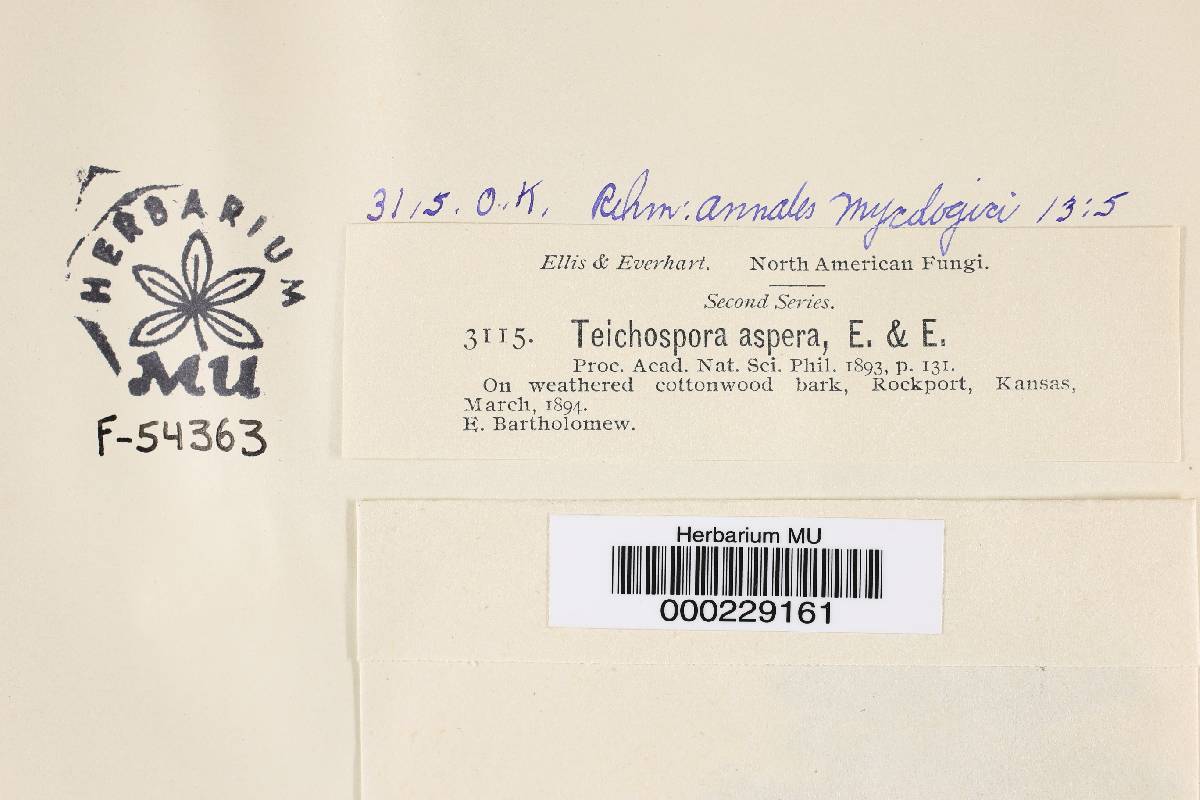 HERBARIUM
MU
F-54363
3115. O.K. Rehm: Annales Mycologici 13:5
Ellis & Everhart. North American Fungi.
Second Series.
3115. Teichospora aspera, E. & E.
Proc. Acad. Nat. Sci. Phil. 1893, p. 131.
On weathered cottonwood bark, Rockport, Kansas,
March, 1894.
E. Bartholomew.
Herbarium MU
000229161